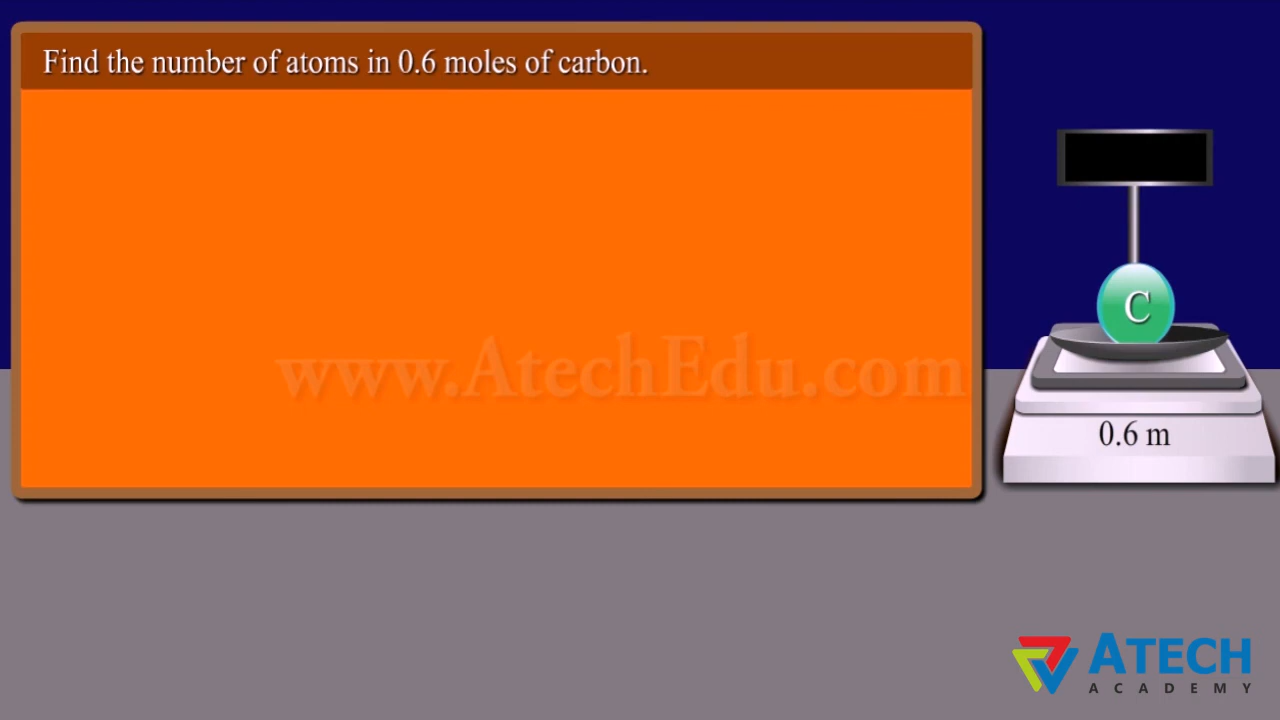 Find the number of atoms in 0.6 moles of carbon.
C
www.AtechEdu.com
0.6 m
ATECH
ACADEMY